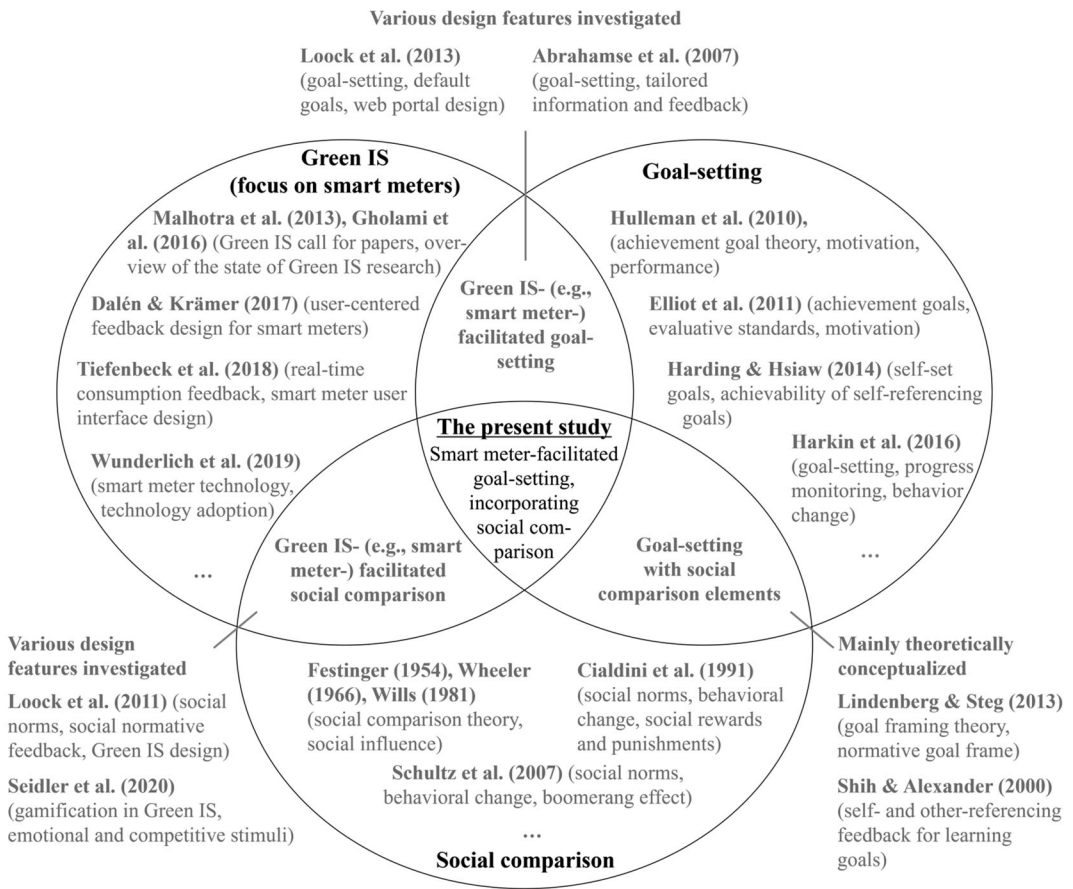 Various design features investigated
Loock et al. (2013)
(goal-setting, default
goals, web portal design)
Abrahamse et al. (2007)
(goal-setting, tailored
information and feedback)
Green IS
(focus on smart meters)
Malhotra et al. (2013), Gholami et
al. (2016) (Green IS call for papers, over-
view of the state of Green IS research)
Dalén & Krämer (2017) (user-centered
feedback design for smart meters)
Tiefenbeck et al. (2018) (real-time
consumption feedback, smart meter user
interface design)
Wunderlich et al. (2019)
(smart meter technology,
technology adoption)
...
Goal-setting
Hulleman et al. (2010),
(achievement goal theory, motivation,
performance)
Elliot et al. (2011) (achievement goals,
evaluative standards, motivation)
Harding & Hsiaw (2014) (self-set
goals, achievability of self-referencing
goals)
Harkin et al. (2016)
(goal-setting, progress
monitoring, behavior
change)
...
Green IS- (e.g.,
smart meter-)
facilitated goal-
setting
The present study
Smart meter-facilitated
goal-setting,
incorporating
social com-
parison
Green IS- (e.g., smart
meter-) facilitated
social comparison
Goal-setting
with social
comparison elements
Various design
features investigated
Loock et al. (2011) (social
norms, social normative
feedback, Green IS design)
Seidler et al. (2020)
(gamification in Green IS,
emotional and competitive stimuli)
Festinger (1954), Wheeler
(1966), Wills (1981)
(social comparison theory,
social influence)
Cialdini et al. (1991)
(social norms, behavioral
change, social rewards
and punishments)
Schultz et al. (2007) (social norms,
behavioral change, boomerang effect)
...
Social comparison
Mainly theoretically
conceptualized
Lindenberg & Steg (2013)
(goal framing theory,
normative goal frame)
Shih & Alexander (2000)
(self- and other-referencing
feedback for learning
goals)